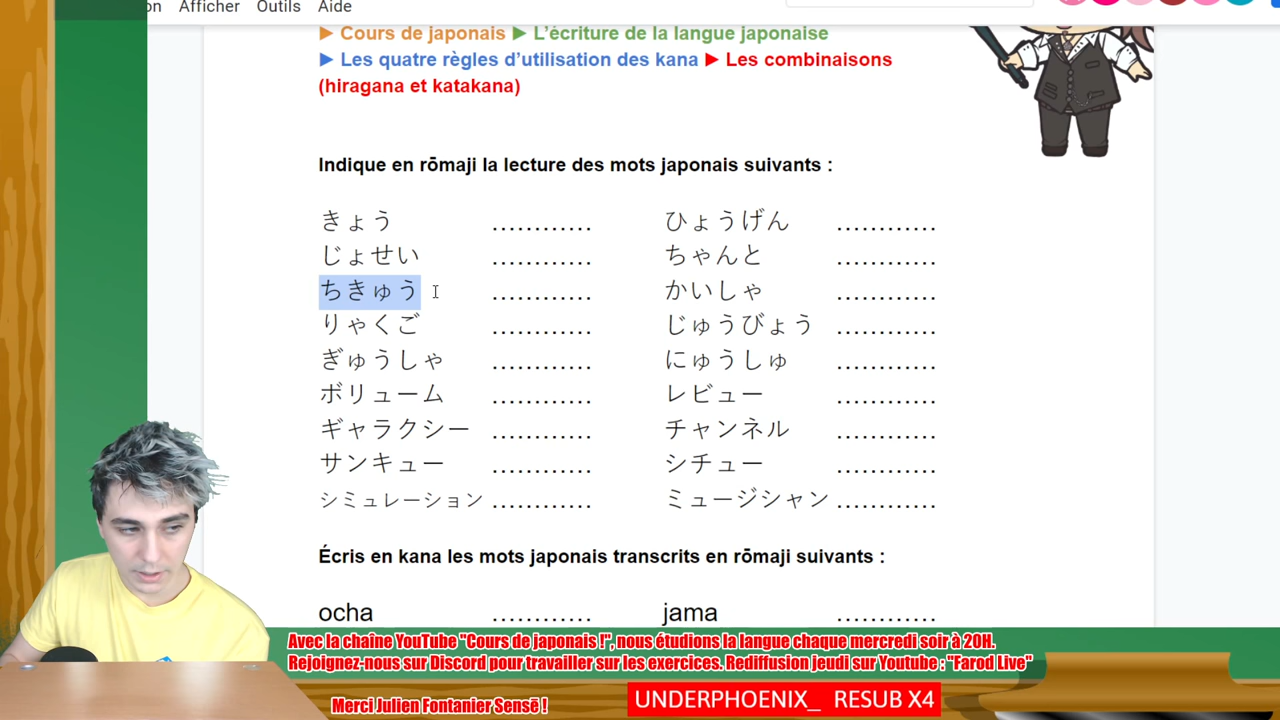 on Afficher Outils Aide
► Cours de japonais ► L'écriture de la langue japonaise
► Les quatre règles d'utilisation des kana ► Les combinaisons
(hiragana et katakana)
Indique en rōmaji la lecture des mots japonais suivants :
きょう ………… ひょうげん …………
じょせい ………… ちゃんと …………
ちきゅう ………… かいしゃ …………
りゃくご ………… じゅうびょう …………
ぎゅうしゃ ………… にゅうしゅ …………
ボリューム ………… レビュー …………
ギャラクシー ………… チャンネル …………
サンキュー ………… シチュー …………
シミュレーション ………… ミュージシャン …………
Écris en kana les mots japonais transcrits en rōmaji suivants :
ocha ………… jama …………
Avec la chaîne YouTube "Cours de japonais !", nous étudions la langue chaque mercredi soir à 20H.
Rejoignez-nous sur Discord pour travailler sur les exercices. Rediffusion jeudi sur Youtube : "Farod Live"
Merci Julien Fontanier Sensē !
UNDERPHOENIX_ RESUB X4